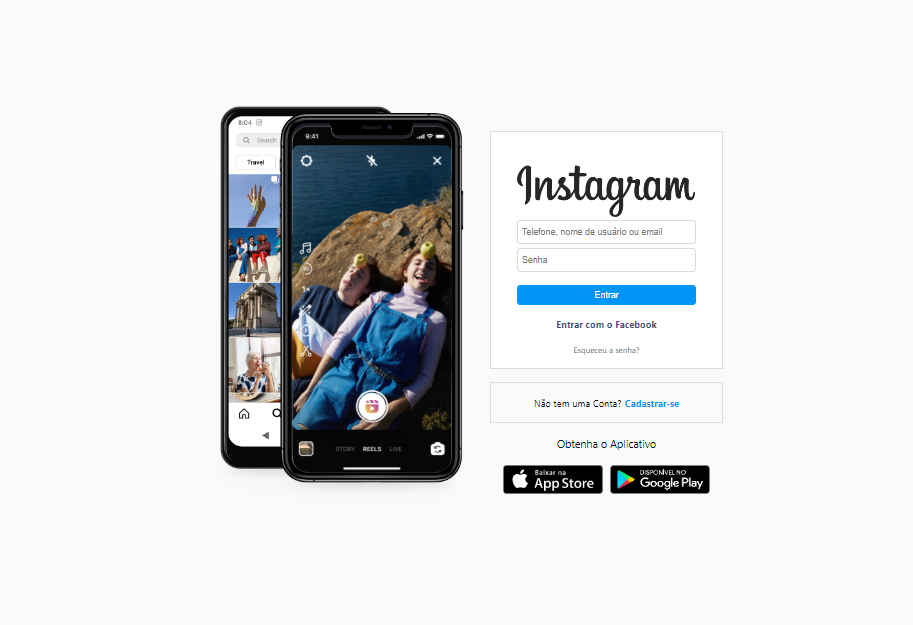 8:04
Search
Travel
9:41
1×
STORY REELS LIVE
Instagram
Telefone, nome de usuário ou email
Senha
Entrar
Entrar com o Facebook
Esqueceu a senha?
Não tem uma Conta? Cadastrar-se
Obtenha o Aplicativo
Baixar na
App Store
DISPONÍVEL NO
Google Play